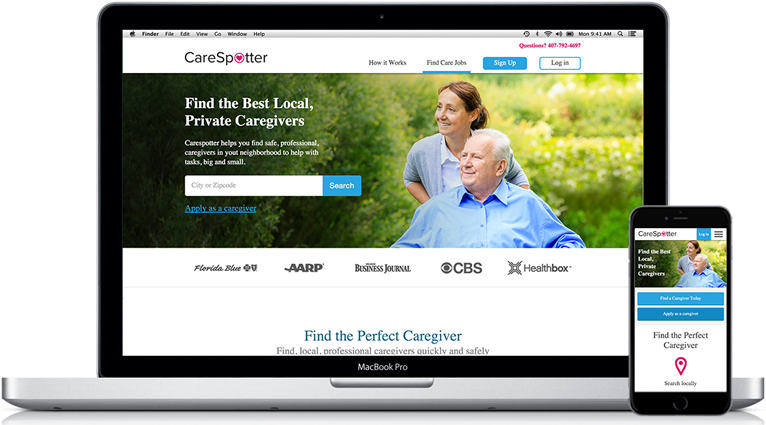 Finder File Edit View Go Window Help
Mon 9:41 AM
Questions? 407-792-4697
CareSpotter
How it Works
Find Care Jobs
Sign Up
Log in
Find the Best Local,
Private Caregivers
Carespotter helps you find safe, professional,
caregivers in your neighborhood to help with
tasks, big and small.
City or Zipcode
Search
Apply as a caregiver
Florida Blue
AARP
BUSINESS JOURNAL
CBS
Healthbox
Find the Perfect Caregiver
Find, local, professional caregivers quickly and safely
MacBook Pro
CareSpotter
Log in
Find the Best
Local,
Private
Caregivers
Find a Caregiver Today
Apply as a caregiver
Find the Perfect
Caregiver
Search locally